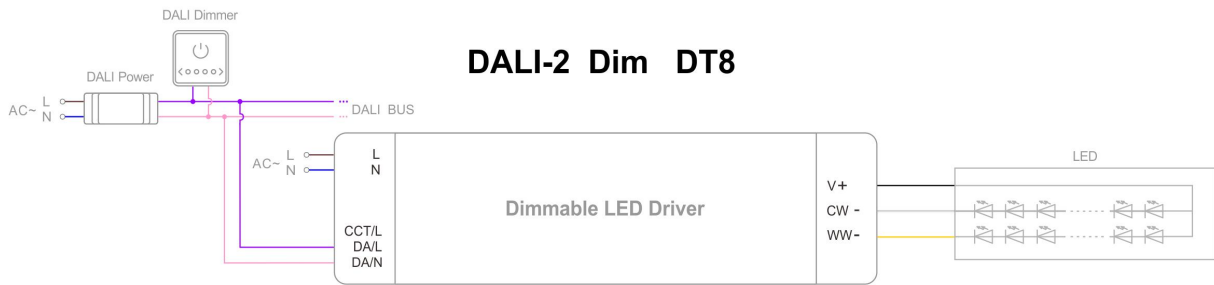 DALI Dimmer
DALI-2 Dim DT8
DALI Power
AC~ L
N
DALI BUS
AC~ L
N
L
N
Dimmable LED Driver
CCT/L
DA/L
DA/N
V+
CW -
WW-
LED